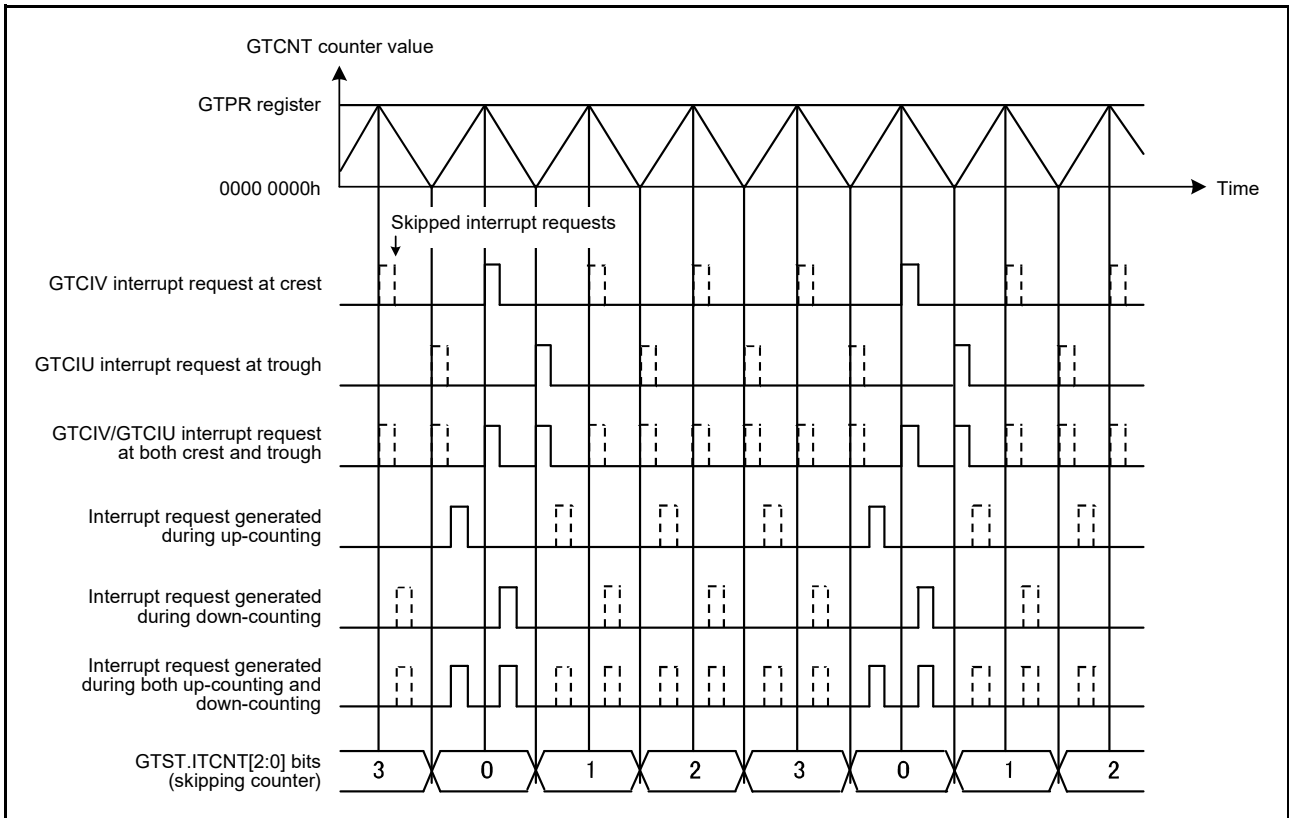 GTCNT counter value
GTPR register
0000 0000h
Time
Skipped interrupt requests
GTCIV interrupt request at crest
GTCIU interrupt request at trough
GTCIV/GTCIU interrupt request
at both crest and trough
Interrupt request generated
during up-counting
Interrupt request generated
during down-counting
Interrupt request generated
during both up-counting and
down-counting
GTST.ITCNT[2:0] bits
(skipping counter)
3 0 1 2 3 0 1 2